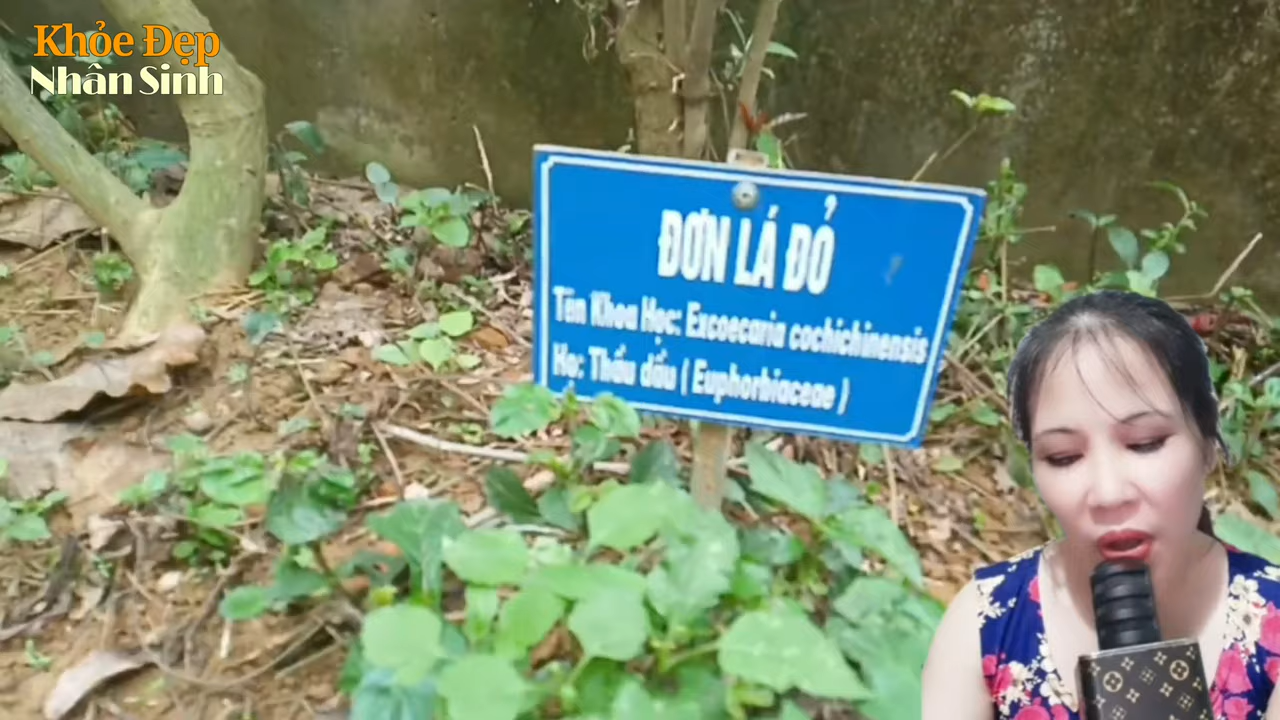 Khỏe Đẹp
Nhân Sinh
ĐƠN LÁ ĐỎ
Tên Khoa Học: Excoecaria cochichinensis
Họ: Thầu dầu ( Euphorbiaceae )